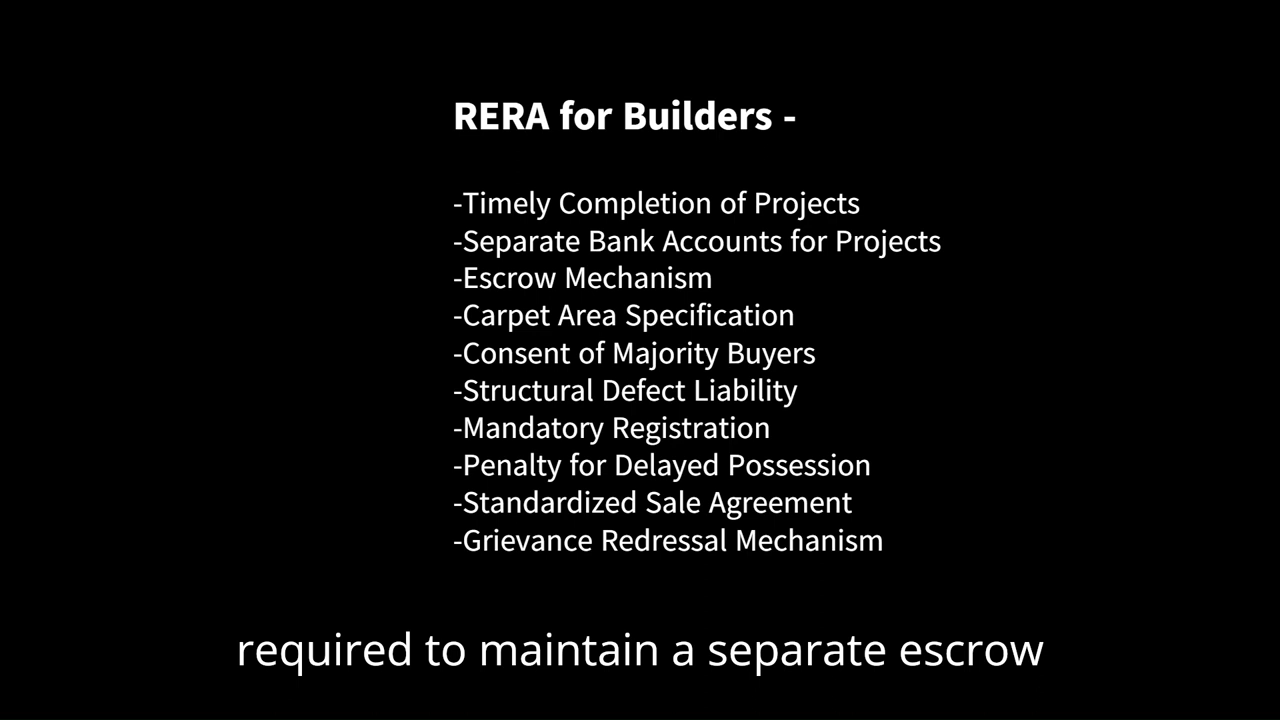 RERA for Builders -
-Timely Completion of Projects
-Separate Bank Accounts for Projects
-Escrow Mechanism
-Carpet Area Specification
-Consent of Majority Buyers
-Structural Defect Liability
-Mandatory Registration
-Penalty for Delayed Possession
-Standardized Sale Agreement
-Grievance Redressal Mechanism
required to maintain a separate escrow